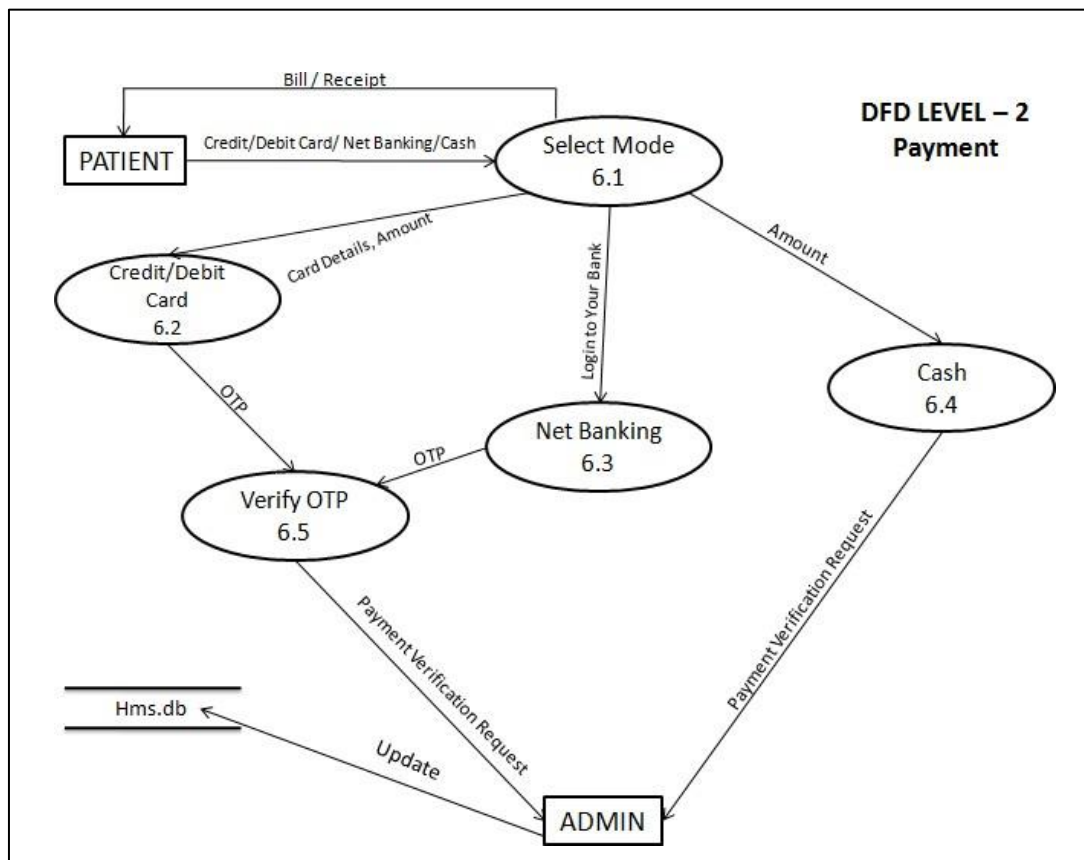 Bill / Receipt
DFD LEVEL – 2
Payment
PATIENT
Credit/Debit Card/ Net Banking/Cash
Select Mode
6.1
Card Details, Amount
Login to Your Bank
Amount
Credit/Debit
Card
6.2
Cash
6.4
OTP
Net Banking
6.3
OTP
Verify OTP
6.5
Payment Verification Request
Payment Verification Request
Hms.db
Update
ADMIN